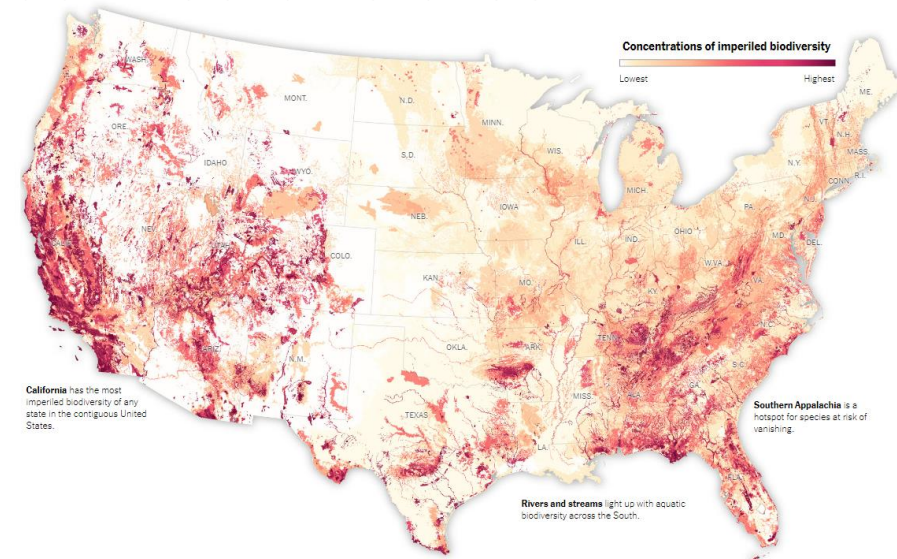 Concentrations of imperiled biodiversity
Lowest Highest
WASH.
MONT.
N.D.
MINN.
ME.
ORE.
VT.
N.H.
IDAHO
S.D.
WIS.
MASS.
WYO.
N.Y.
CONN.
R.I.
MICH.
IOWA
NEB.
PA.
N.J.
NEV.
OHIO
ILL.
IND.
MD.
DEL.
CALIF.
COLO.
W.VA.
KAN.
MO.
VA.
KY.
N.C.
TENN.
ARIZ.
N.M.
OKLA.
ARK.
S.C.
MISS.
ALA.
GA.
TEXAS
LA.
FLA.
California has the most
imperiled biodiversity of any
state in the contiguous United
States.
Southern Appalachia is a
hotspot for species at risk of
vanishing.
Rivers and streams light up with aquatic
biodiversity across the South.